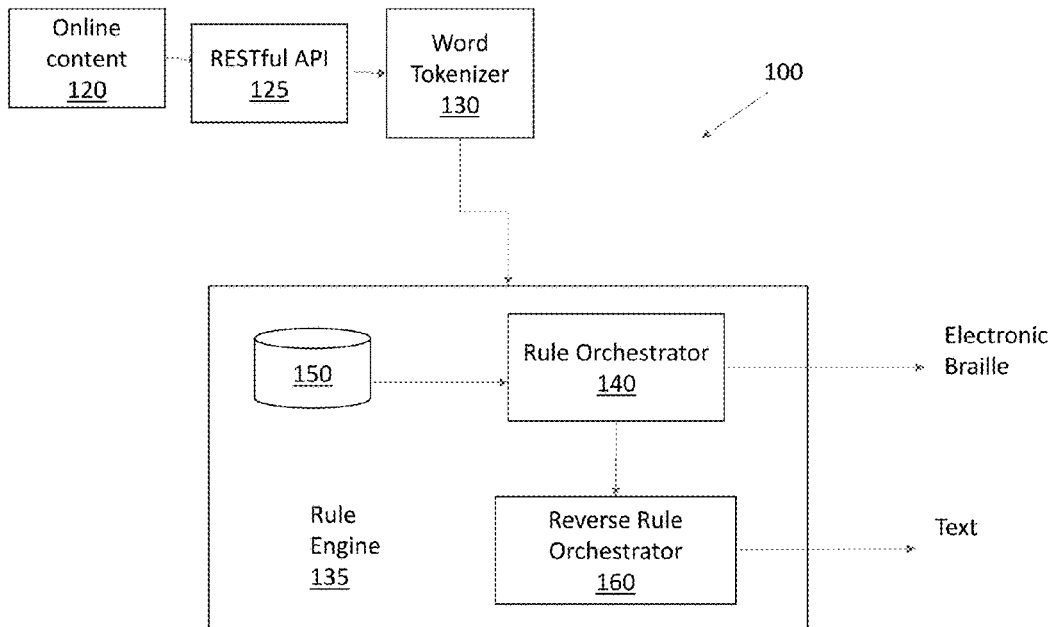 Online
content
120
RESTful API
125
Word
Tokenizer
130
100
150
Rule Orchestrator
140
Electronic
Braille
Rule
Engine
135
Reverse Rule
Orchestrator
160
Text